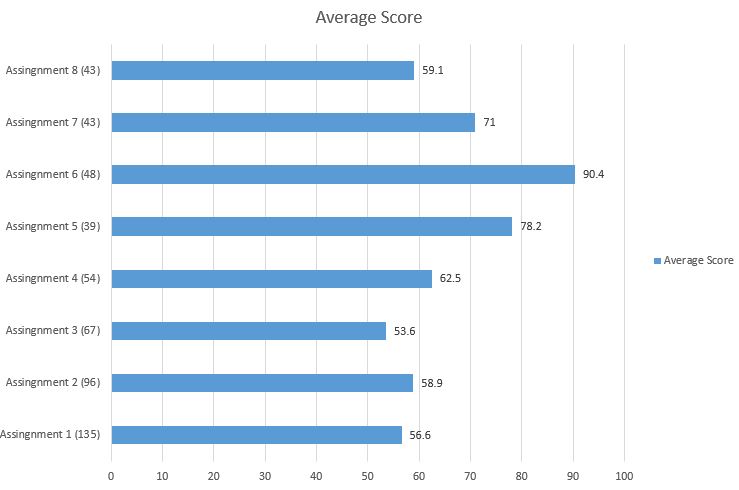 Average Score
Assingnment 8 (43)
59.1
Assingnment 7 (43)
71
Assingnment 6 (48)
90.4
Assingnment 5 (39)
78.2
Average Score
Assingnment 4 (54)
62.5
Assingnment 3 (67)
53.6
Assingnment 2 (96)
58.9
Assingnment 1 (135)
56.6
0 10 20 30 40 50 60 70 80 90 100